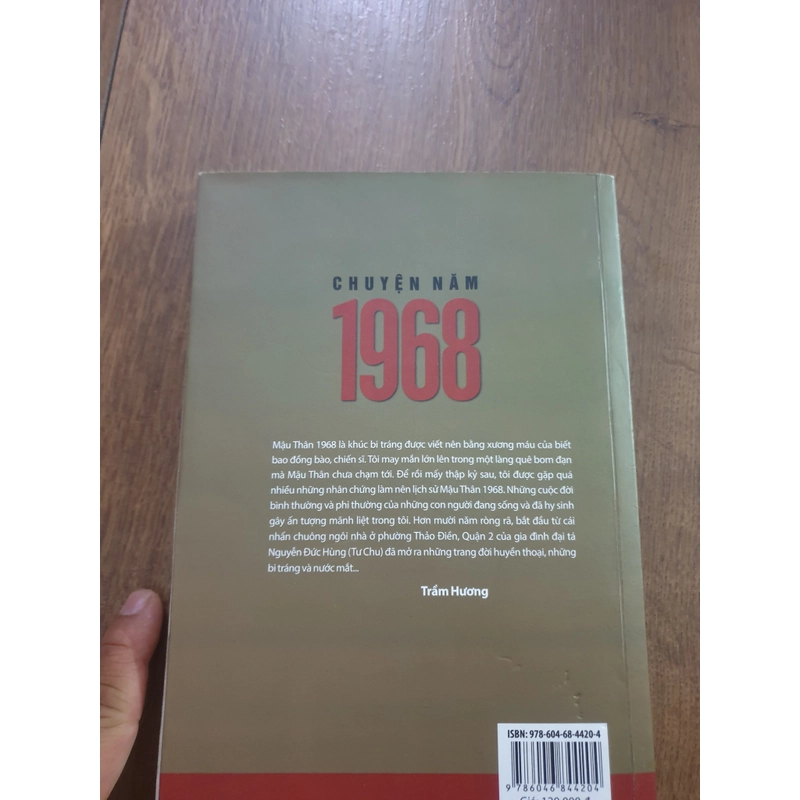 CHUYỆN NĂM
1968
Mậu Thân 1968 là khúc bi tráng được viết nên bằng xương máu của biết
bao đồng bào, chiến sĩ. Tôi may mắn lớn lên trong một làng quê bom đạn
mà Mậu Thân chưa chạm tới. Để rồi mấy thập kỷ sau, tôi được gặp quá
nhiều những nhân chứng làm nên lịch sử Mậu Thân 1968. Những cuộc đời
bình thường và phi thường của những con người đang sống và đã hy sinh
gây ấn tượng mãnh liệt trong tôi. Hơn mười năm ròng rã, bắt đầu từ cái
nhấn chuông ngôi nhà ở phường Thảo Điền, Quận 2 của gia đình đại tá
Nguyễn Đức Hùng (Tư Chu) đã mở ra những trang đời huyền thoại, những
bi tráng và nước mắt...
Trầm Hương
ISBN: 978-604-68-4420-4
9 786046 844204
Giá: 120.000 đ